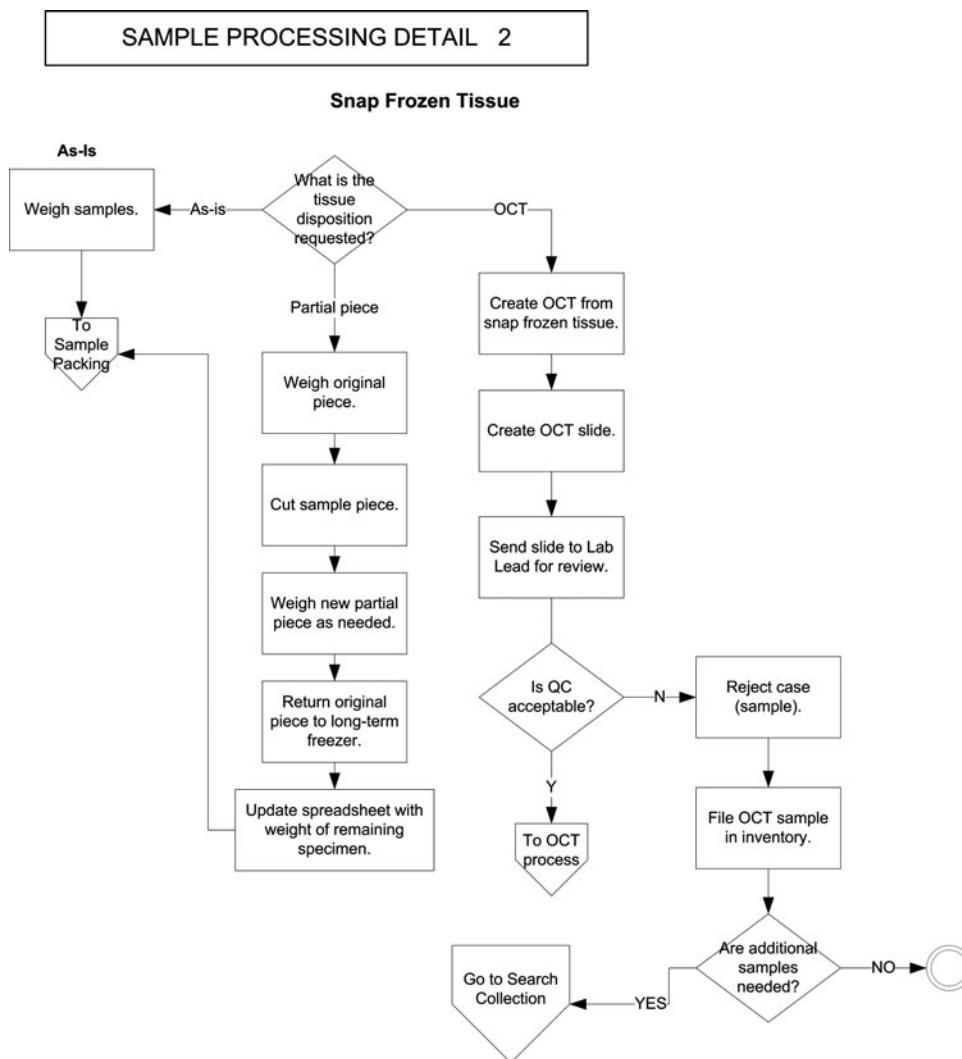 SAMPLE PROCESSING DETAIL 2
Snap Frozen Tissue
As-Is
Weigh samples.
As-is
What is the
tissue
disposition
requested?
OCT
To
Sample
Packing
Partial piece
Weigh original
piece.
Cut sample piece.
Weigh new partial
piece as needed.
Return original
piece to long-term
freezer.
Update spreadsheet with
weight of remaining
specimen.
Create OCT from
snap frozen tissue.
Create OCT slide.
Send slide to Lab
Lead for review.
Is QC
acceptable?
N
Reject case
(sample).
Y
To OCT
process
File OCT sample
in inventory.
Are additional
samples
needed?
NO
YES
Go to Search
Collection